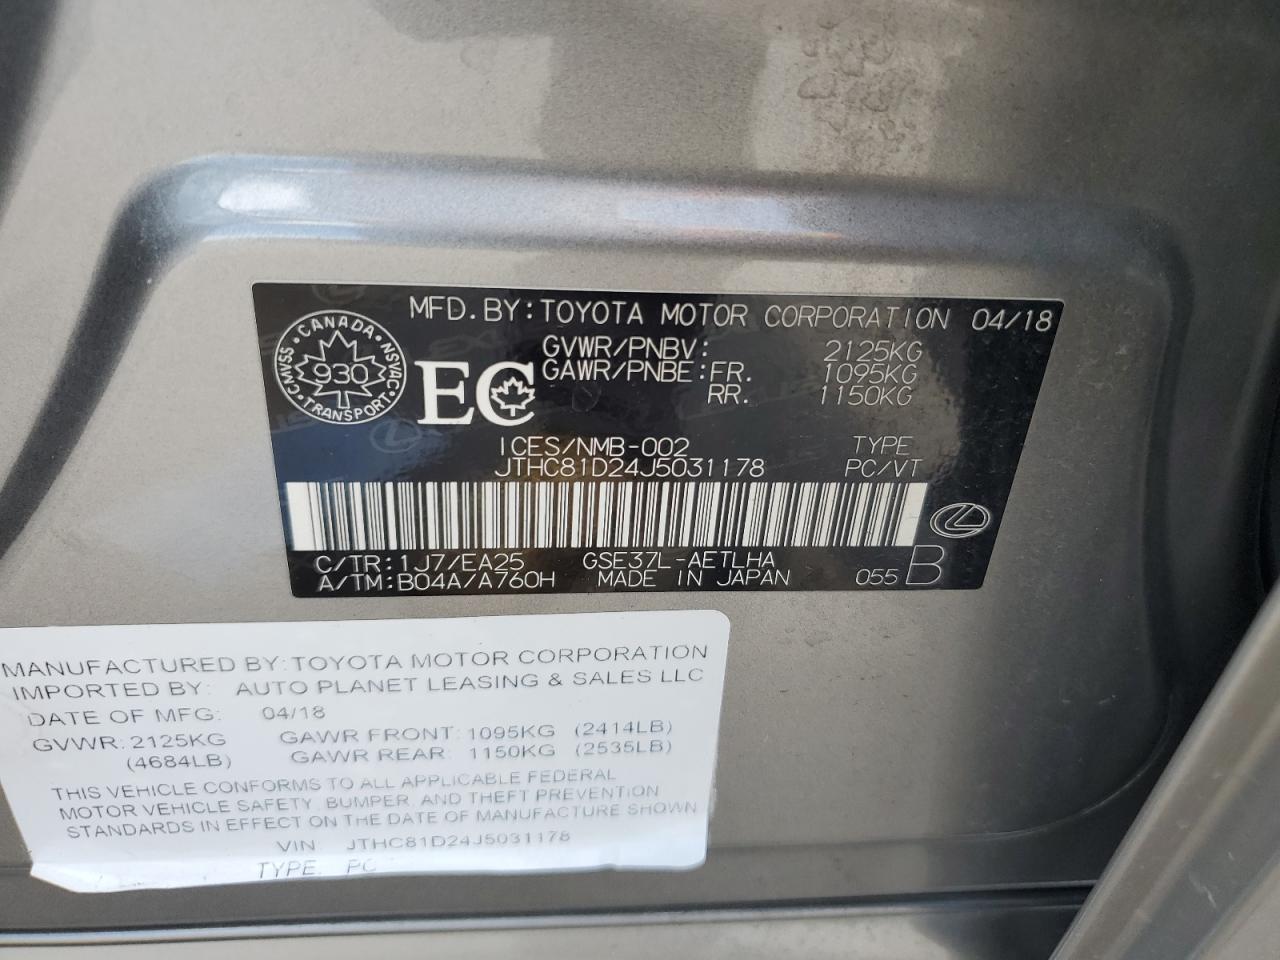 MFD. BY: TOYOTA MOTOR CORPORATION 04/18
CANADA
NSVAC
TRANSPORT
CMVSS
930
EC
GVWR/PNBV: 2125KG
GAWR/PNBE: FR. 1095KG
RR. 1150KG
ICES/NMB-002 TYPE
JTHC81D24J5031178 PC/VT
C/TR: 1J7/EA25 GSE37L-AETLHA
A/TM: B04A/A760H MADE IN JAPAN 055 B
MANUFACTURED BY: TOYOTA MOTOR CORPORATION
IMPORTED BY: AUTO PLANET LEASING & SALES LLC
DATE OF MFG: 04/18
GVWR: 2125KG GAWR FRONT: 1095KG (2414LB)
(4684LB) GAWR REAR: 1150KG (2535LB)
THIS VEHICLE CONFORMS TO ALL APPLICABLE FEDERAL
MOTOR VEHICLE SAFETY, BUMPER, AND THEFT PREVENTION
STANDARDS IN EFFECT ON THE DATE OF MANUFACTURE SHOWN
VIN JTHC81D24J5031178
TYPE: PC